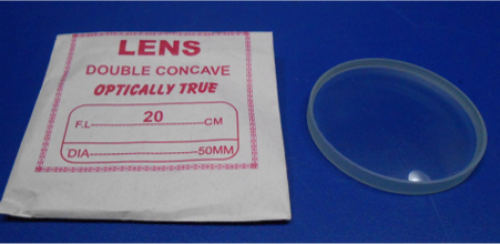 LENS
DOUBLE CONCAVE
OPTICALLY TRUE
F.L 20 CM
DIA 50MM